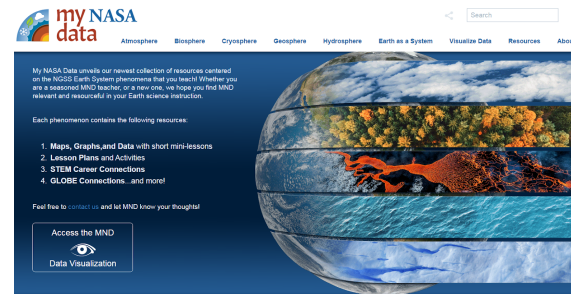 my NASA
data
Search
Atmosphere Biosphere Cryosphere Geosphere Hydrosphere Earth as a System Visualize Data Resources Abou
My NASA Data unveils our newest collection of resources centered
on the NGSS Earth System phenomena that you teach! Whether you
are a seasoned MND teacher, or a new one, we hope you find MND
relevant and resourceful in your Earth science instruction.
Each phenomenon contains the following resources:
1. Maps, Graphs,and Data with short mini-lessons
2. Lesson Plans and Activities
3. STEM Career Connections
4. GLOBE Connections...and more!
Feel free to contact us and let MND know your thoughts!
Access the MND
Data Visualization